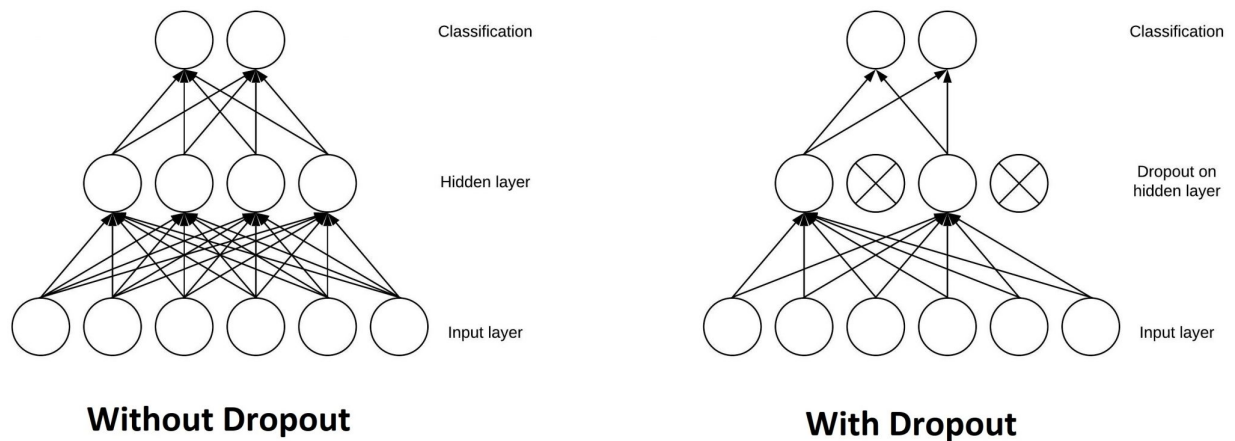 Classification
Hidden layer
Input layer
Without Dropout
Classification
Dropout on
hidden layer
Input layer
With Dropout